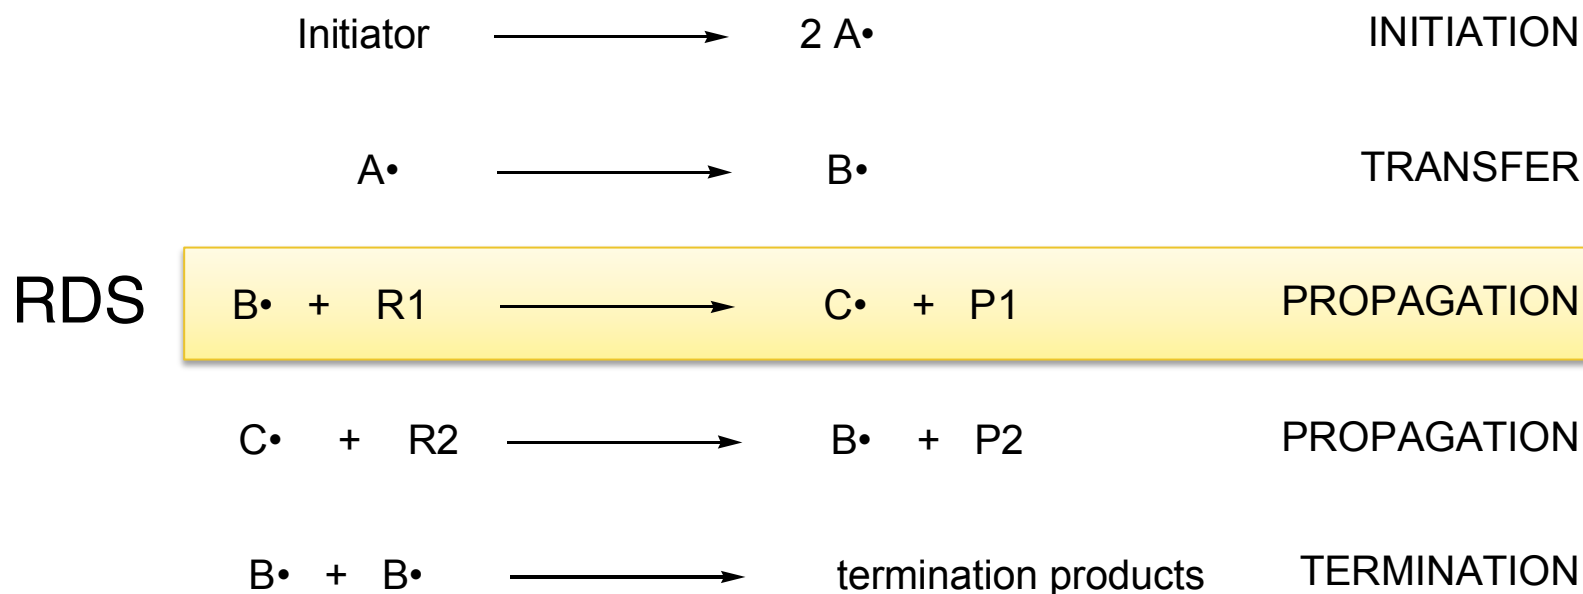 Initiator 2 A• INITIATION
A• B• TRANSFER
RDS B• + R1 C• + P1 PROPAGATION
C• + R2 B• + P2 PROPAGATION
B• + B• termination products TERMINATION